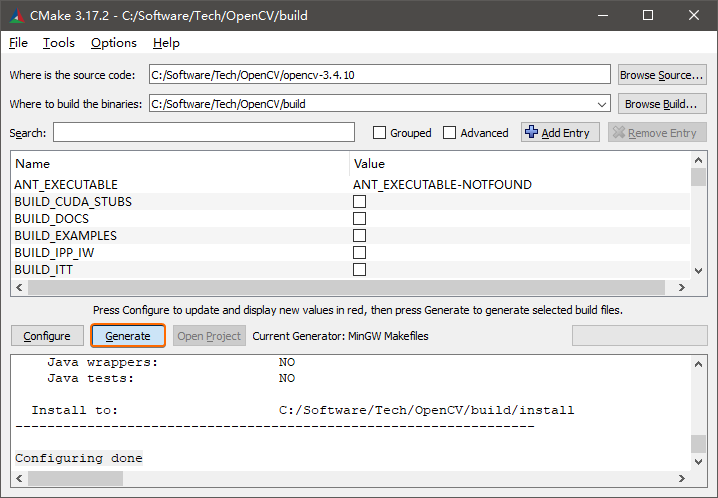 CMake 3.17.2 - C:/Software/Tech/OpenCV/build
File Tools Options Help
Where is the source code: C:/Software/Tech/OpenCV/opencv-3.4.10 Browse Source...
Where to build the binaries: C:/Software/Tech/OpenCV/build Browse Build...
Search: Grouped Advanced Add Entry Remove Entry
Name Value
ANT_EXECUTABLE ANT_EXECUTABLE-NOTFOUND
BUILD_CUDA_STUBS
BUILD_DOCS
BUILD_EXAMPLES
BUILD_IPP_IW
BUILD_ITT
Press Configure to update and display new values in red, then press Generate to generate selected build files.
Configure Generate Open Project Current Generator: MinGW Makefiles
Java wrappers: NO
Java tests: NO
Install to: C:/Software/Tech/OpenCV/build/install
-----------------------------------------------------------------
Configuring done